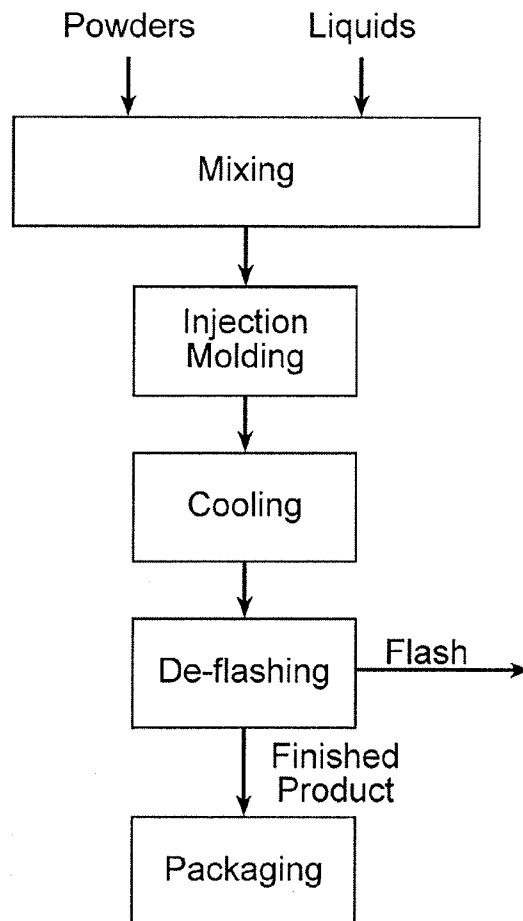 Powders
Liquids
Mixing
Injection
Molding
Cooling
De-flashing
Flash
Finished
Product
Packaging